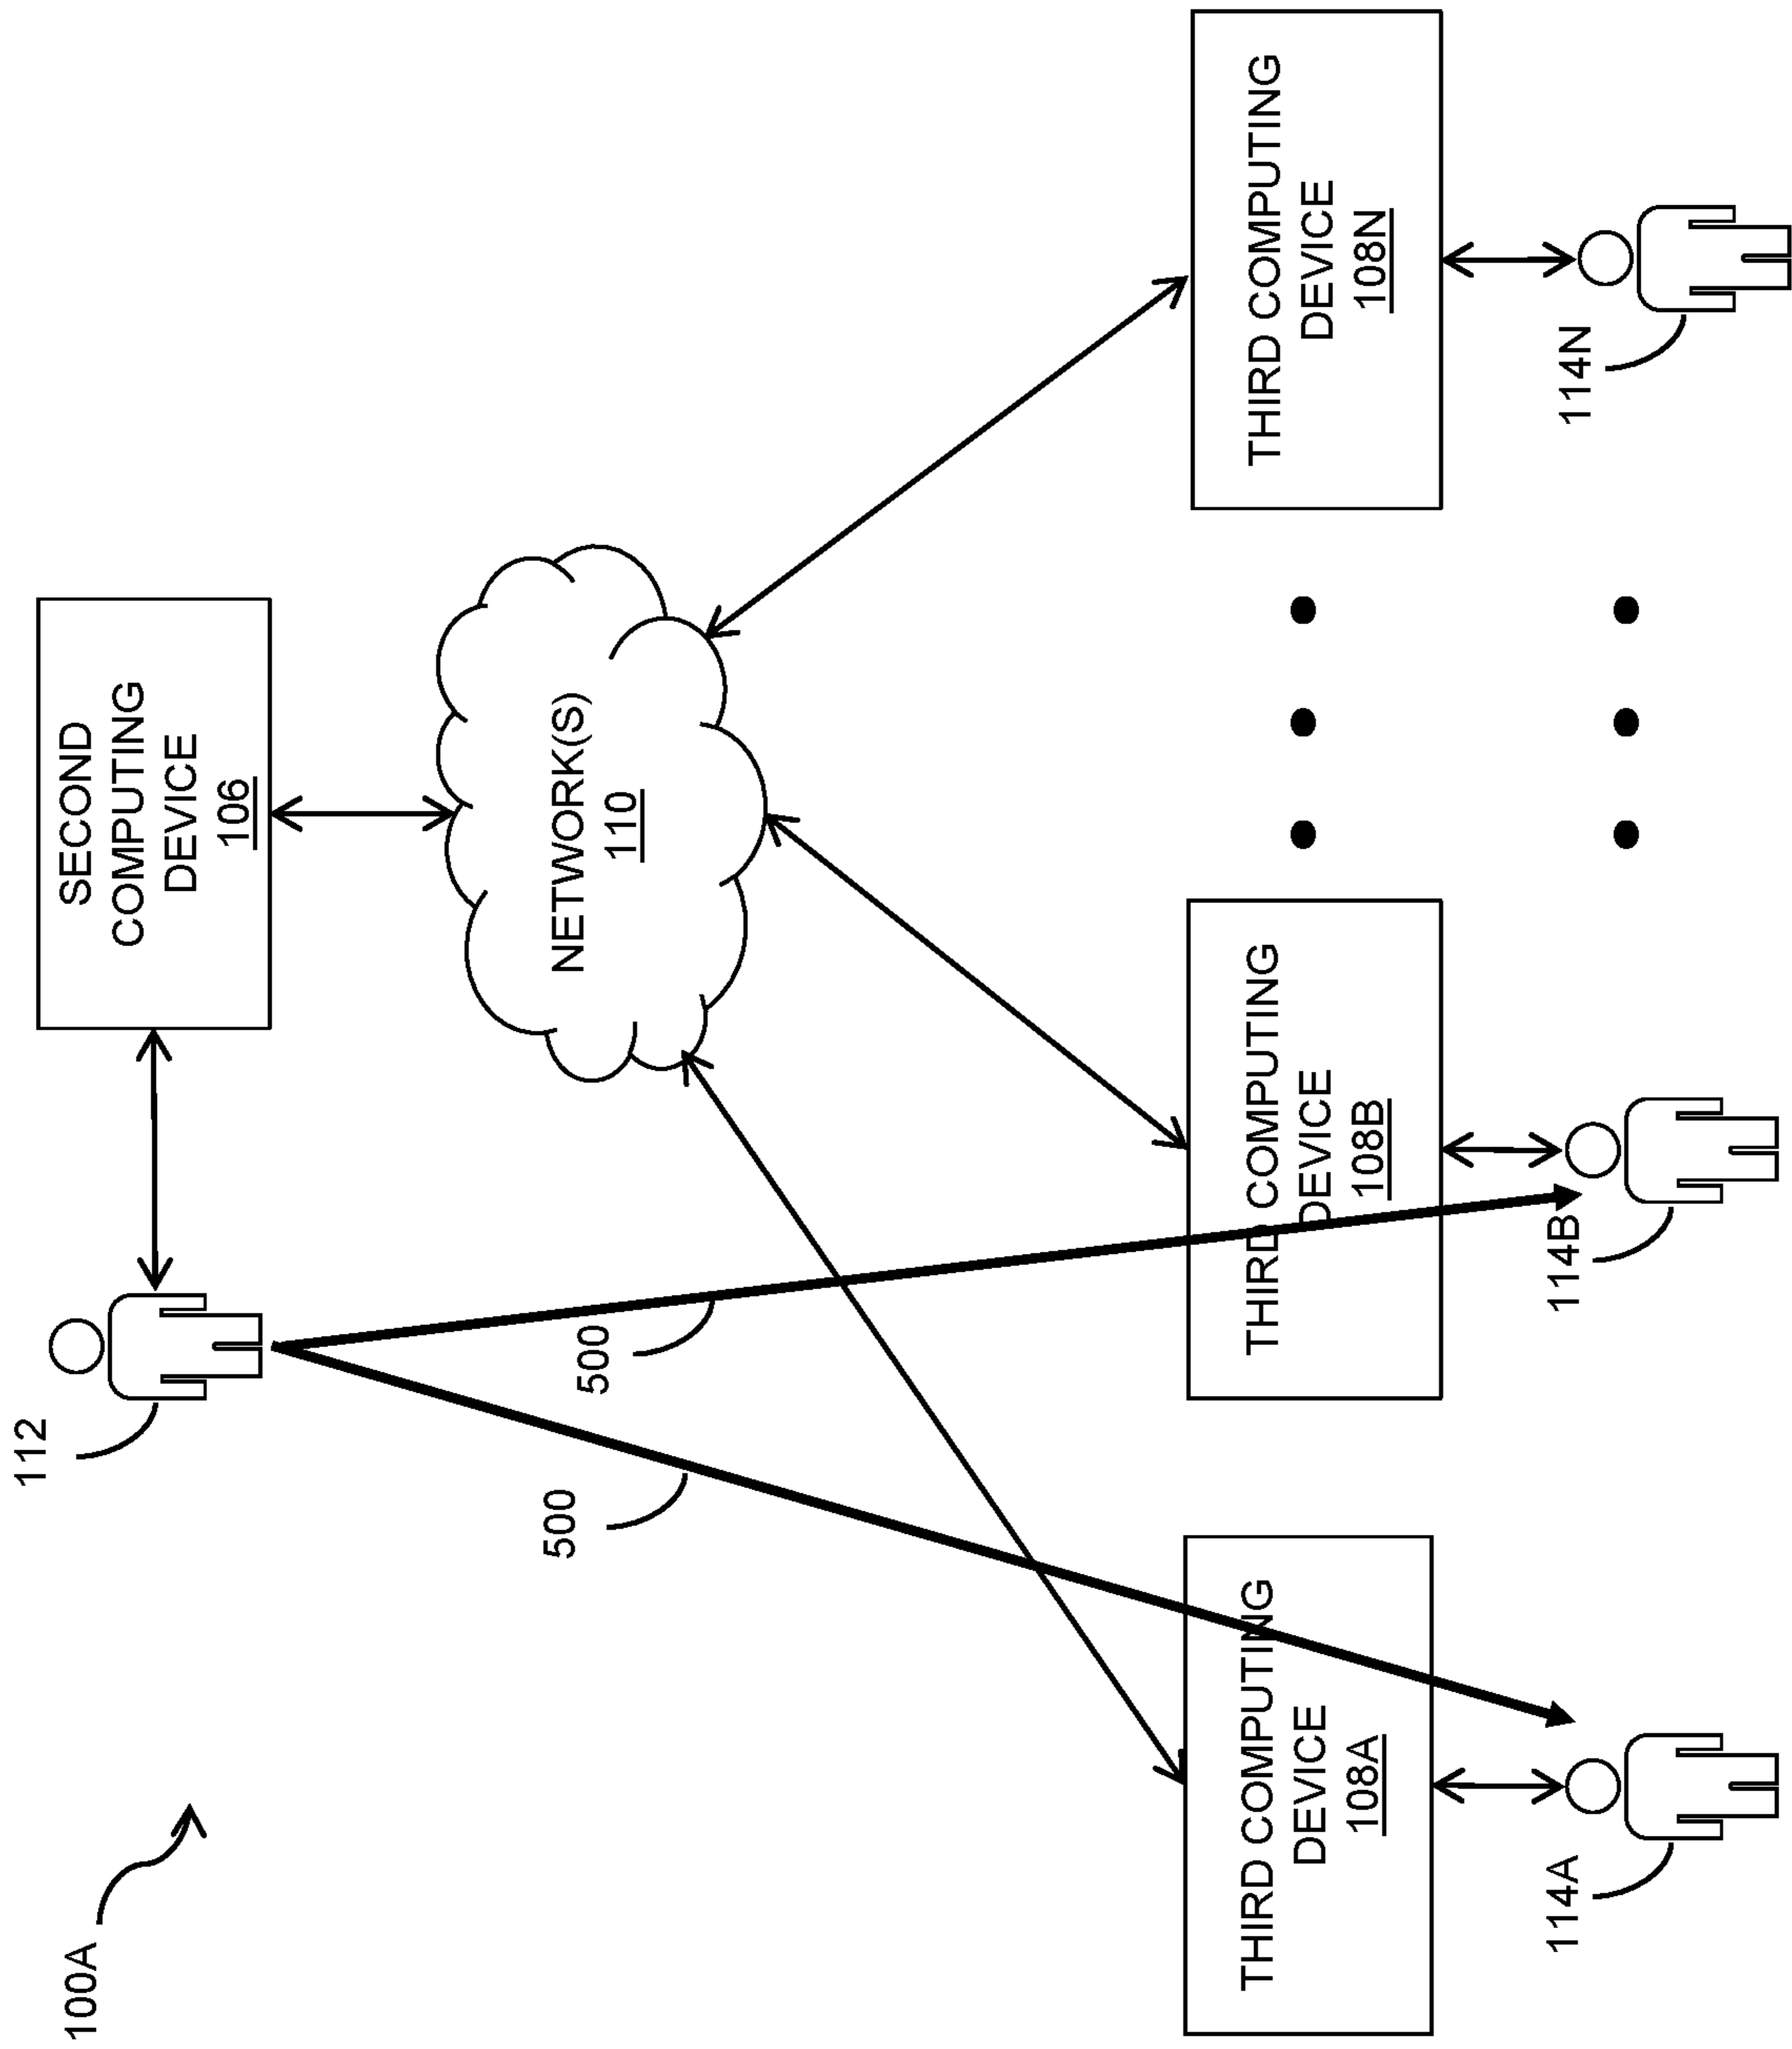 100A
112
SECOND
COMPUTING
DEVICE
106
500
500
NETWORK(S)
110
THIRD COMPUTING
DEVICE
108A
THIRD COMPUTING
DEVICE
108B
THIRD COMPUTING
DEVICE
108N
114A
114B
114N